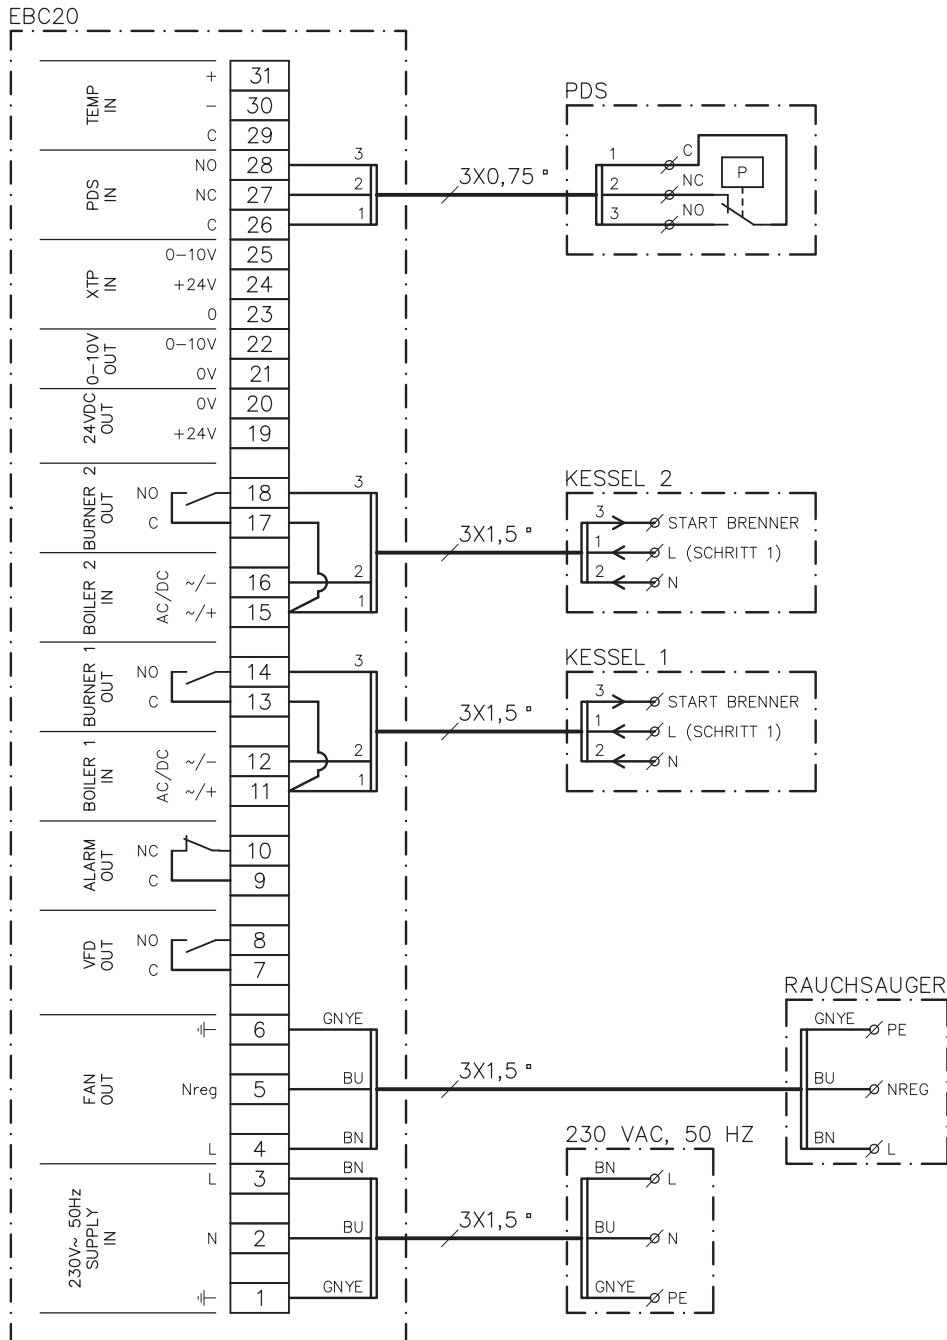 EBC20
TEMP IN
+ 31
− 30
C 29
PDS IN
NO 28 3
NC 27 2
C 26 1
3X0,75 ▫
PDS
1 C
2 NC
3 NO
P
XTP IN
0−10V 25
+24V 24
0 23
0−10V OUT
0−10V 22
0V 21
24VDC OUT
0V 20
+24V 19
BURNER 2 OUT
NO 18 3
C 17
BOILER 2 IN
AC/DC
~/− 16 2
~/+ 15 1
3X1,5 ▫
KESSEL 2
3 START BRENNER
1 L (SCHRITT 1)
2 N
BURNER 1 OUT
NO 14 3
C 13
BOILER 1 IN
AC/DC
~/− 12 2
~/+ 11 1
3X1,5 ▫
KESSEL 1
3 START BRENNER
1 L (SCHRITT 1)
2 N
ALARM OUT
NC 10
C 9
VFD OUT
NO 8
C 7
FAN OUT
6 GNYE
Nreg 5 BU
L 4 BN
3X1,5 ▫
RAUCHSAUGER
GNYE PE
BU NREG
BN L
230V~ 50Hz SUPPLY IN
L 3 BN
N 2 BU
1 GNYE
3X1,5 ▫
230 VAC, 50 HZ
BN L
BU N
GNYE PE